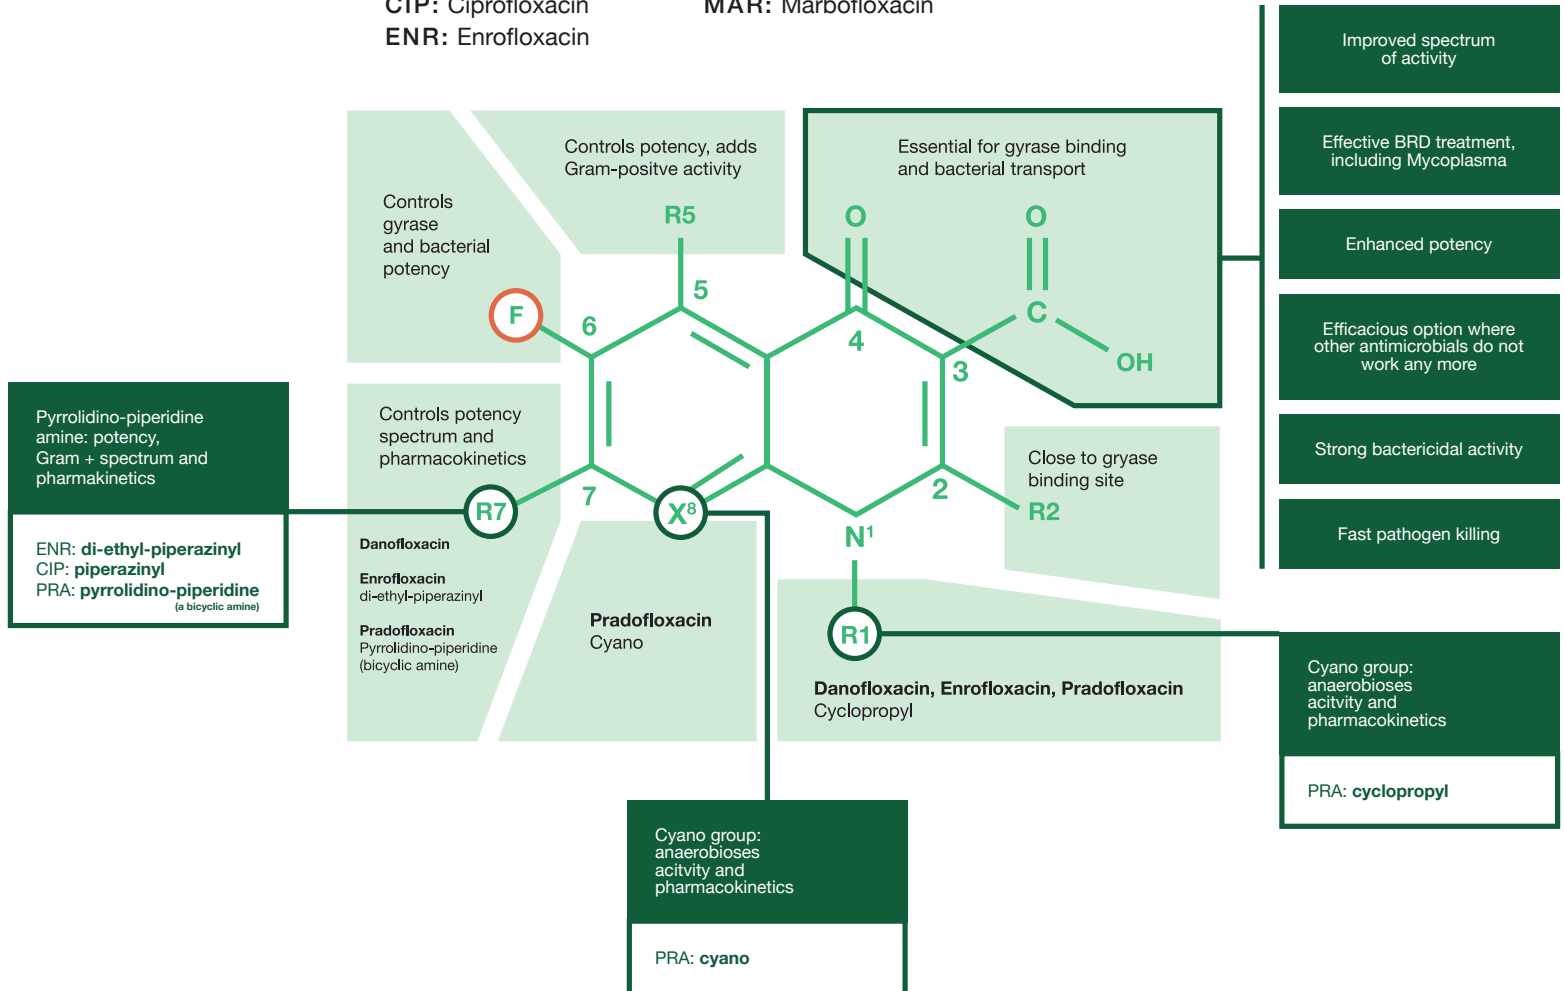 CIP: Ciprofloxacin
MAR: Marbofloxacin
ENR: Enrofloxacin
Improved spectrum
of activity
Effective BRD treatment,
including Mycoplasma
Enhanced potency
Efficacious option where
other antimicrobials do not
work any more
Strong bactericidal activity
Fast pathogen killing
Controls
gyrase
and bacterial
potency
Controls potency, adds
Gram-positve activity
Essential for gyrase binding
and bacterial transport
R5
O
O
5
F
6
4
C
3
OH
Pyrrolidino-piperidine
amine: potency,
Gram + spectrum and
pharmakinetics
ENR: di-ethyl-piperazinyl
CIP: piperazinyl
PRA: pyrrolidino-piperidine
(a bicyclic amine)
Controls potency
spectrum and
pharmacokinetics
R7
7
X8
2
R2
N1
Close to gryase
binding site
Danofloxacin
Enrofloxacin
di-ethyl-piperazinyl
Pradofloxacin
Pyrrolidino-piperidine
(bicyclic amine)
Pradofloxacin
Cyano
R1
Danofloxacin, Enrofloxacin, Pradofloxacin
Cyclopropyl
Cyano group:
anaerobioses
acitvity and
pharmacokinetics
PRA: cyclopropyl
Cyano group:
anaerobioses
acitvity and
pharmacokinetics
PRA: cyano